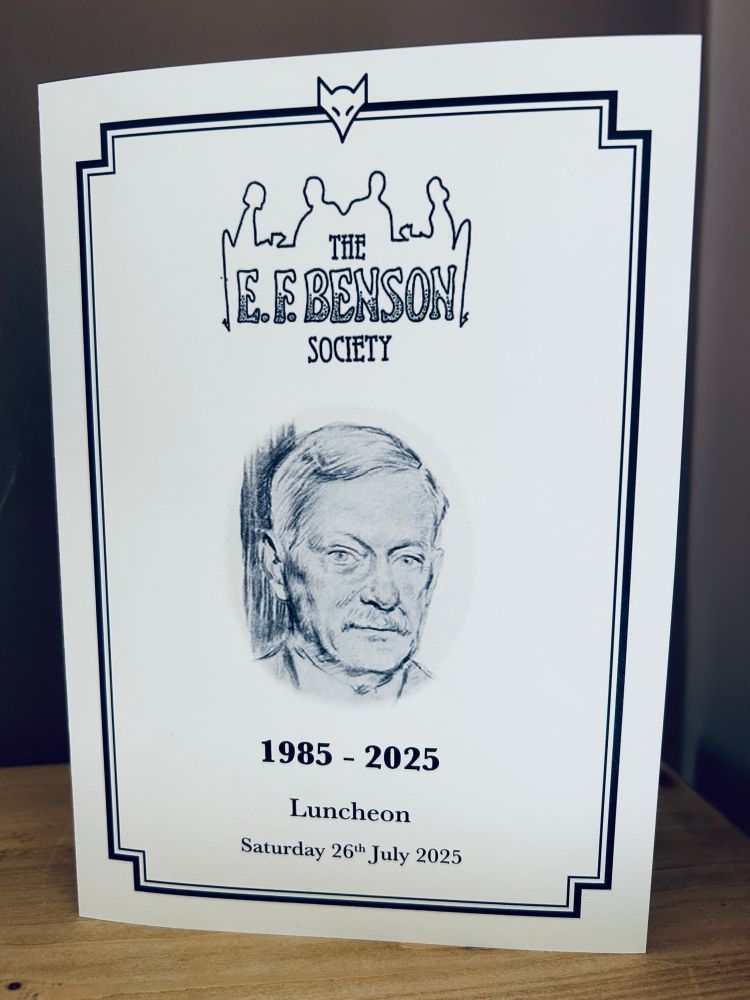 THE
E. F. BENSON
SOCIETY
1985 - 2025
Luncheon
Saturday 26th July 2025